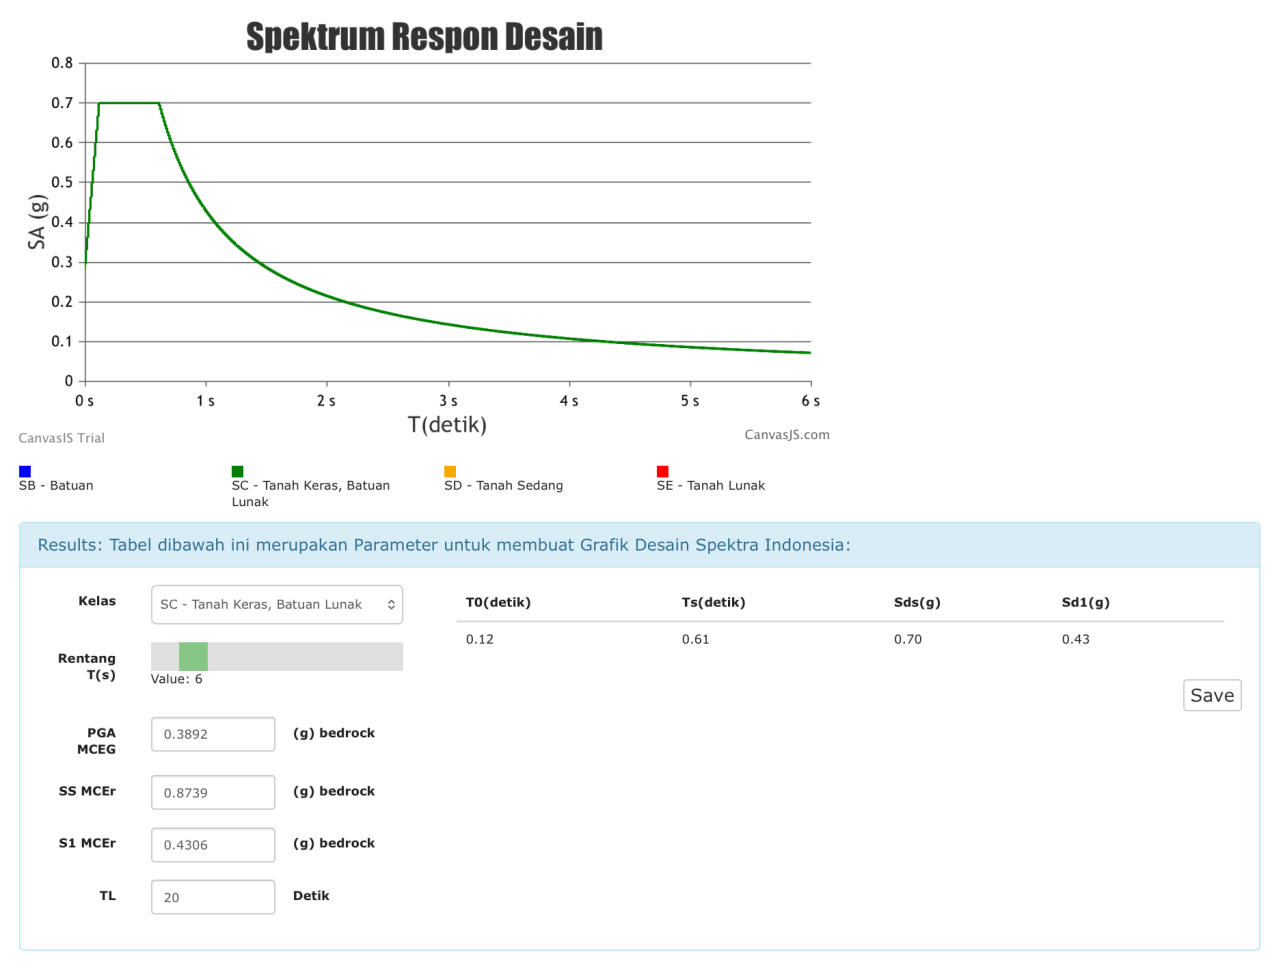 Spektrum Respon Desain
0.8
0.7
0.6
0.5
0.4
0.3
0.2
0.1
0
SA (g)
0 s 1 s 2 s 3 s 4 s 5 s 6 s
T(detik)
CanvasJS Trial
CanvasJS.com
SB - Batuan
SC - Tanah Keras, Batuan
Lunak
SD - Tanah Sedang
SE - Tanah Lunak
Results: Tabel dibawah ini merupakan Parameter untuk membuat Grafik Desain Spektra Indonesia:
Kelas
SC - Tanah Keras, Batuan Lunak
Rentang
T(s)
Value: 6
PGA
MCEG
0.3892
(g) bedrock
SS MCEr
0.8739
(g) bedrock
S1 MCEr
0.4306
(g) bedrock
TL
20
Detik
T0(detik) Ts(detik) Sds(g) Sd1(g)
0.12 0.61 0.70 0.43
Save